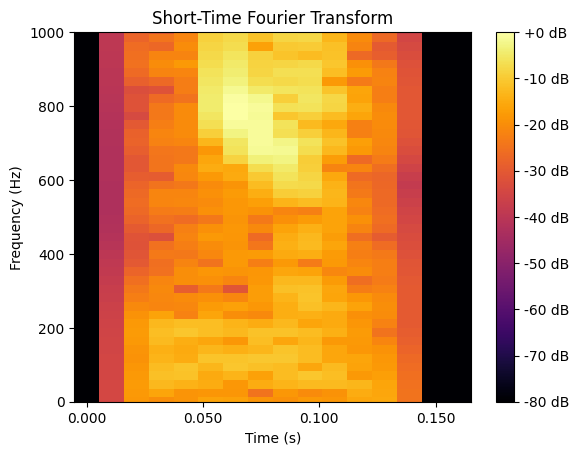 Short-Time Fourier Transform
Frequency (Hz)
1000
800
600
400
200
0
0.000
0.050
0.100
0.150
Time (s)
+0 dB
-10 dB
-20 dB
-30 dB
-40 dB
-50 dB
-60 dB
-70 dB
-80 dB